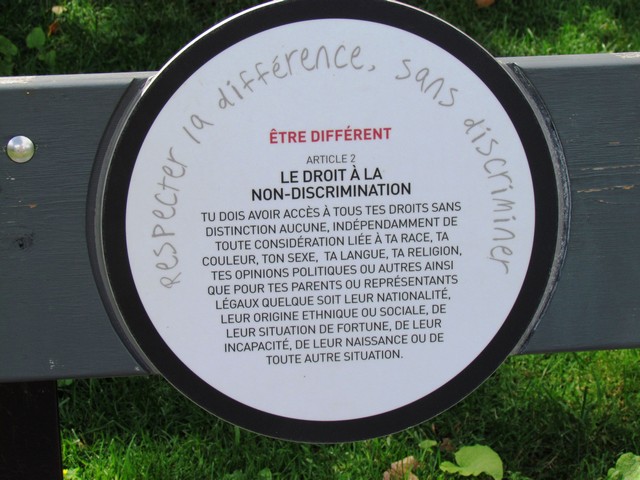 respecter la différence, sans discriminer
ÊTRE DIFFÉRENT
ARTICLE 2
LE DROIT À LA
NON-DISCRIMINATION
TU DOIS AVOIR ACCÈS À TOUS TES DROITS SANS
DISTINCTION AUCUNE, INDÉPENDAMMENT DE
TOUTE CONSIDÉRATION LIÉE À TA RACE, TA
COULEUR, TON SEXE, TA LANGUE, TA RELIGION,
TES OPINIONS POLITIQUES OU AUTRES AINSI
QUE POUR TES PARENTS OU REPRÉSENTANTS
LÉGAUX QUELQUE SOIT LEUR NATIONALITÉ,
LEUR ORIGINE ETHNIQUE OU SOCIALE, DE
LEUR SITUATION DE FORTUNE, DE LEUR
INCAPACITÉ, DE LEUR NAISSANCE OU DE
TOUTE AUTRE SITUATION.